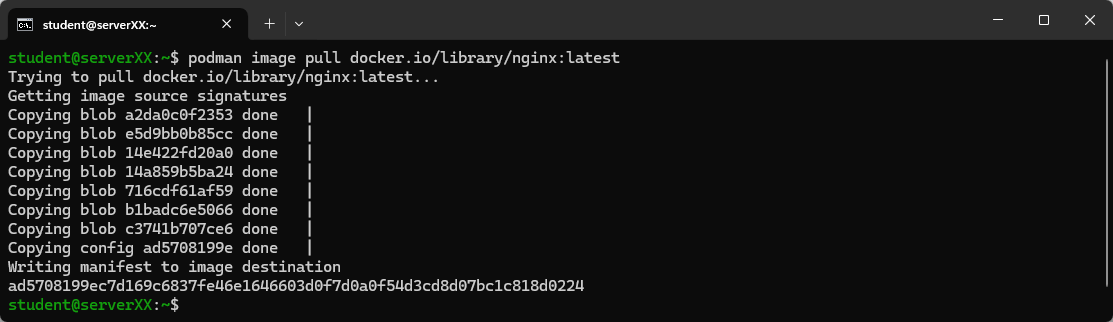 student@serverXX:~
student@serverXX:~$ podman image pull docker.io/library/nginx:latest
Trying to pull docker.io/library/nginx:latest...
Getting image source signatures
Copying blob a2da0c0f2353 done   |
Copying blob e5d9bb0b85cc done   |
Copying blob 14e422fd20a0 done   |
Copying blob 14a859b5ba24 done   |
Copying blob 716cdf61af59 done   |
Copying blob b1badc6e5066 done   |
Copying blob c3741b707ce6 done   |
Copying config ad5708199e done   |
Writing manifest to image destination
ad5708199ec7d169c6837fe46e1646603d0f7d0a0f54d3cd8d07bc1c818d0224
student@serverXX:~$